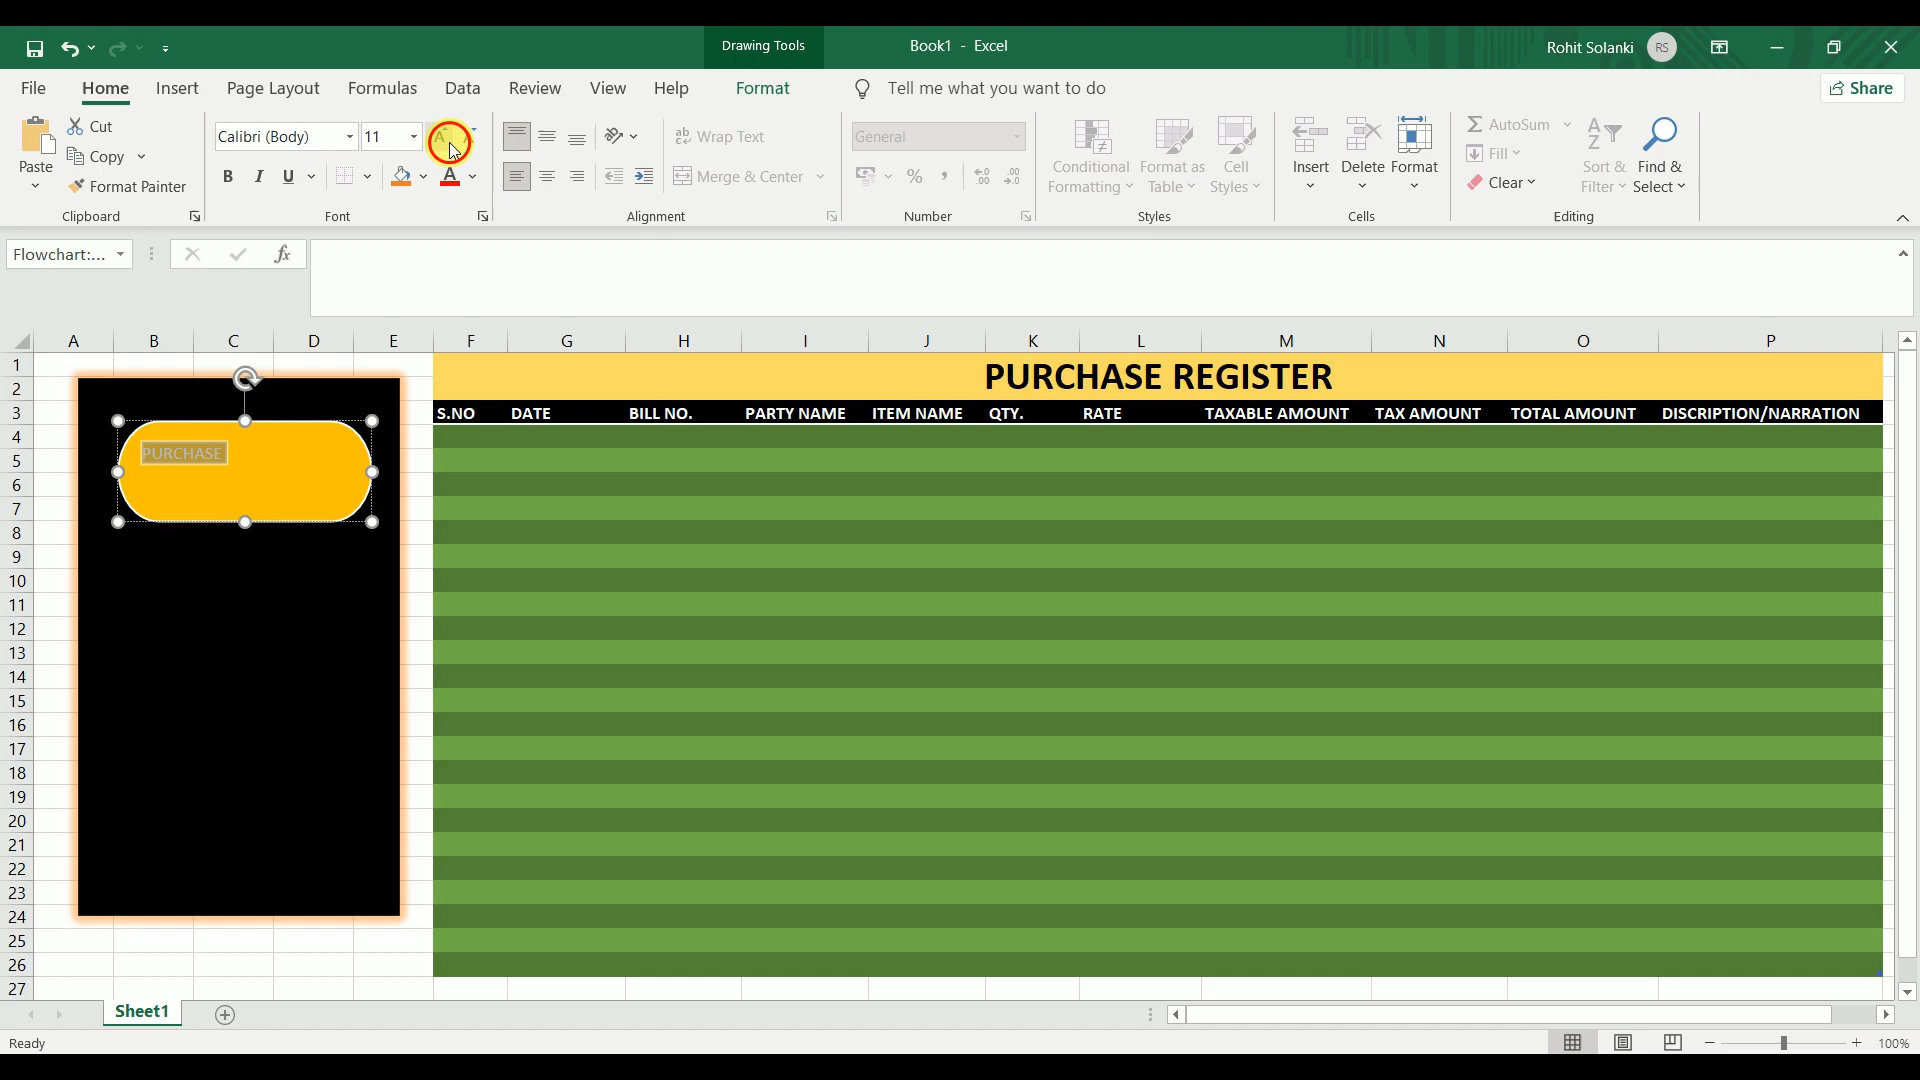 Drawing Tools
Book1 - Excel
Rohit Solanki RS
File Home Insert Page Layout Formulas Data Review View Help Format Tell me what you want to do Share
Paste Cut Copy Format Painter
Clipboard
Calibri (Body) 11 A A
B I U A
Font
ab Wrap Text
Merge & Center
Alignment
General
% ,
Number
Conditional Formatting
Format as Table
Cell Styles
Styles
Insert Delete Format
Cells
AutoSum
Fill
Clear
Sort & Filter
Find & Select
Editing
Flowchart:... fx
A B C D E F G H I J K L M N O P
1
2
3
4
5
6
7
8
9
10
11
12
13
14
15
16
17
18
19
20
21
22
23
24
25
26
27
PURCHASE REGISTER
S.NO DATE BILL NO. PARTY NAME ITEM NAME QTY. RATE TAXABLE AMOUNT TAX AMOUNT TOTAL AMOUNT DISCRIPTION/NARRATION
PURCHASE
Sheet1
Ready
100%